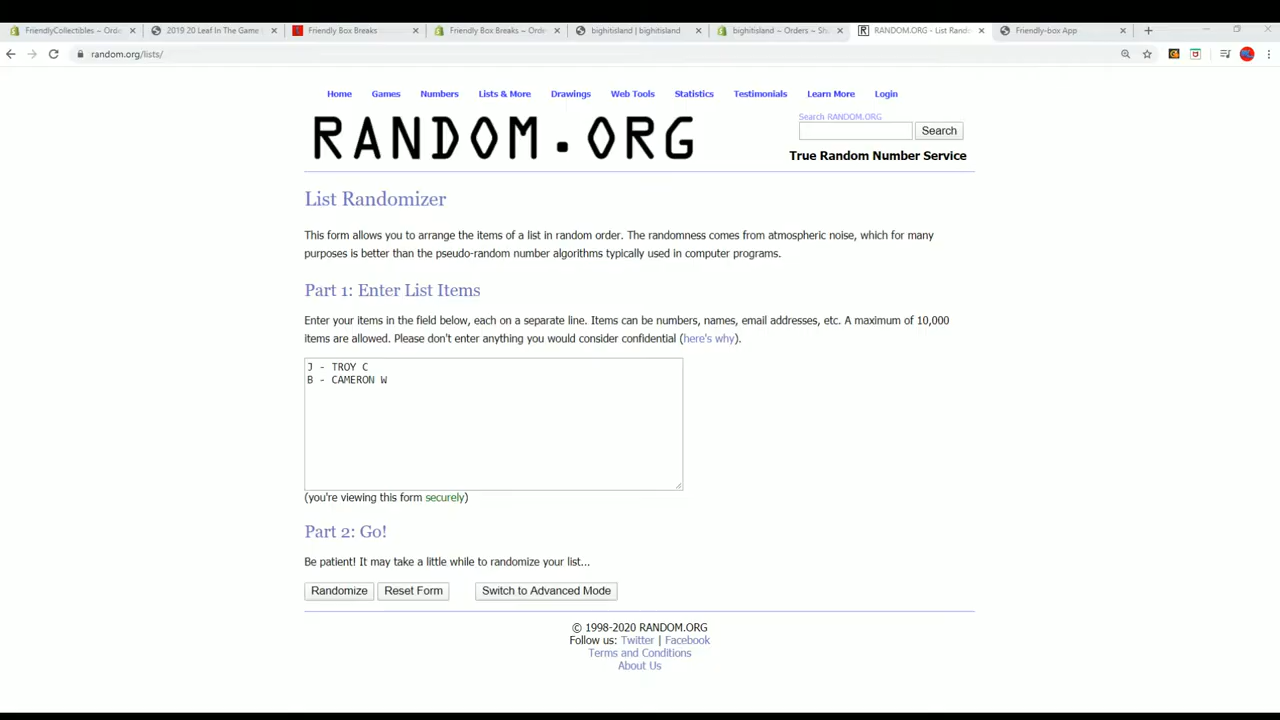 FriendlyCollectibles ~ Orde
2019 20 Leaf In The Game
Friendly Box Breaks
Friendly Box Breaks ~ Orders
bighitisland | bighitisland
bighitisland ~ Orders ~ Sho
RANDOM.ORG - List Rando
Friendly-box App
random.org/lists/
Home Games Numbers Lists & More Drawings Web Tools Statistics Testimonials Learn More Login
Search RANDOM.ORG
RANDOM.ORG
Search
True Random Number Service
List Randomizer
This form allows you to arrange the items of a list in random order. The randomness comes from atmospheric noise, which for many
purposes is better than the pseudo-random number algorithms typically used in computer programs.
Part 1: Enter List Items
Enter your items in the field below, each on a separate line. Items can be numbers, names, email addresses, etc. A maximum of 10,000
items are allowed. Please don't enter anything you would consider confidential (here's why).
J - TROY C
B - CAMERON W
(you're viewing this form securely)
Part 2: Go!
Be patient! It may take a little while to randomize your list...
Randomize Reset Form Switch to Advanced Mode
© 1998-2020 RANDOM.ORG
Follow us: Twitter | Facebook
Terms and Conditions
About Us